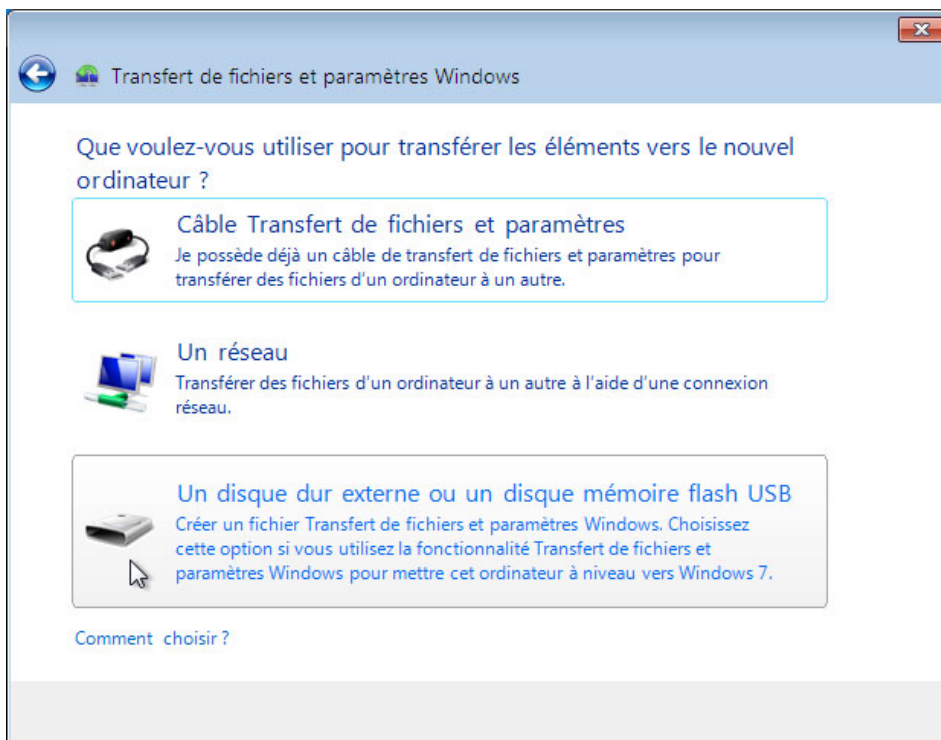 Transfert de fichiers et paramètres Windows
Que voulez-vous utiliser pour transférer les éléments vers le nouvel
ordinateur ?
Câble Transfert de fichiers et paramètres
Je possède déjà un câble de transfert de fichiers et paramètres pour
transférer des fichiers d'un ordinateur à un autre.
Un réseau
Transférer des fichiers d'un ordinateur à un autre à l'aide d'une connexion
réseau.
Un disque dur externe ou un disque mémoire flash USB
Créer un fichier Transfert de fichiers et paramètres Windows. Choisissez
cette option si vous utilisez la fonctionnalité Transfert de fichiers et
paramètres Windows pour mettre cet ordinateur à niveau vers Windows 7.
Comment choisir ?